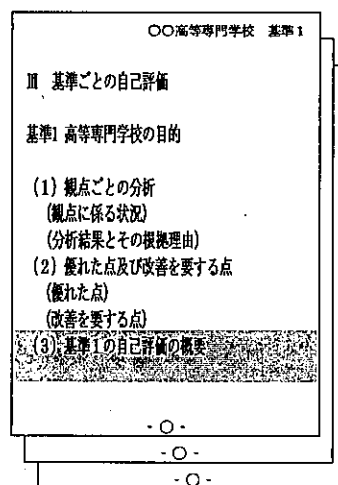 ○○高等専門学校 基準1
Ⅲ 基準ごとの自己評価
基準1 高等専門学校の目的
(1) 観点ごとの分析
(観点に係る状況)
(分析結果とその根拠理由)
(2) 優れた点及び改善を要する点
(優れた点)
(改善を要する点)
(3) 基準1の自己評価の概要
- ○ -
- ○ -
- ○ -